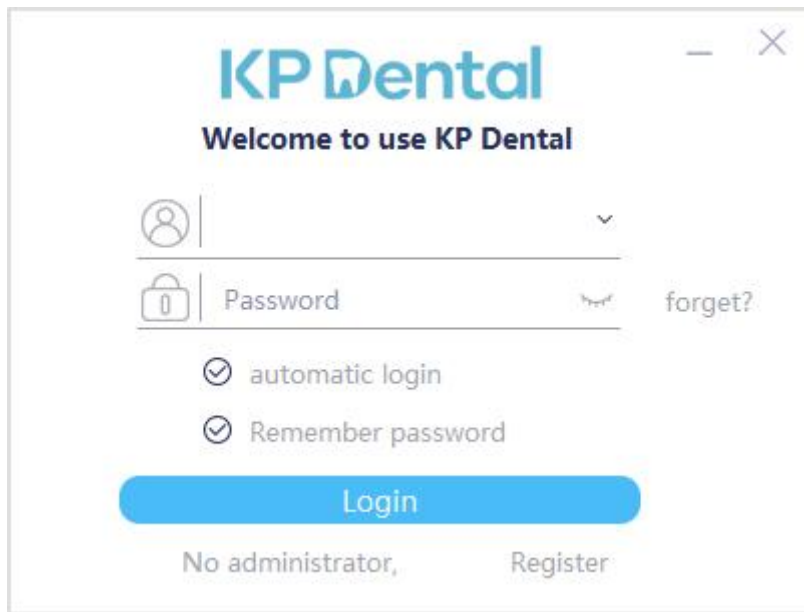 KP Dental
Welcome to use KP Dental
Password
forget?
automatic login
Remember password
Login
No administrator, Register